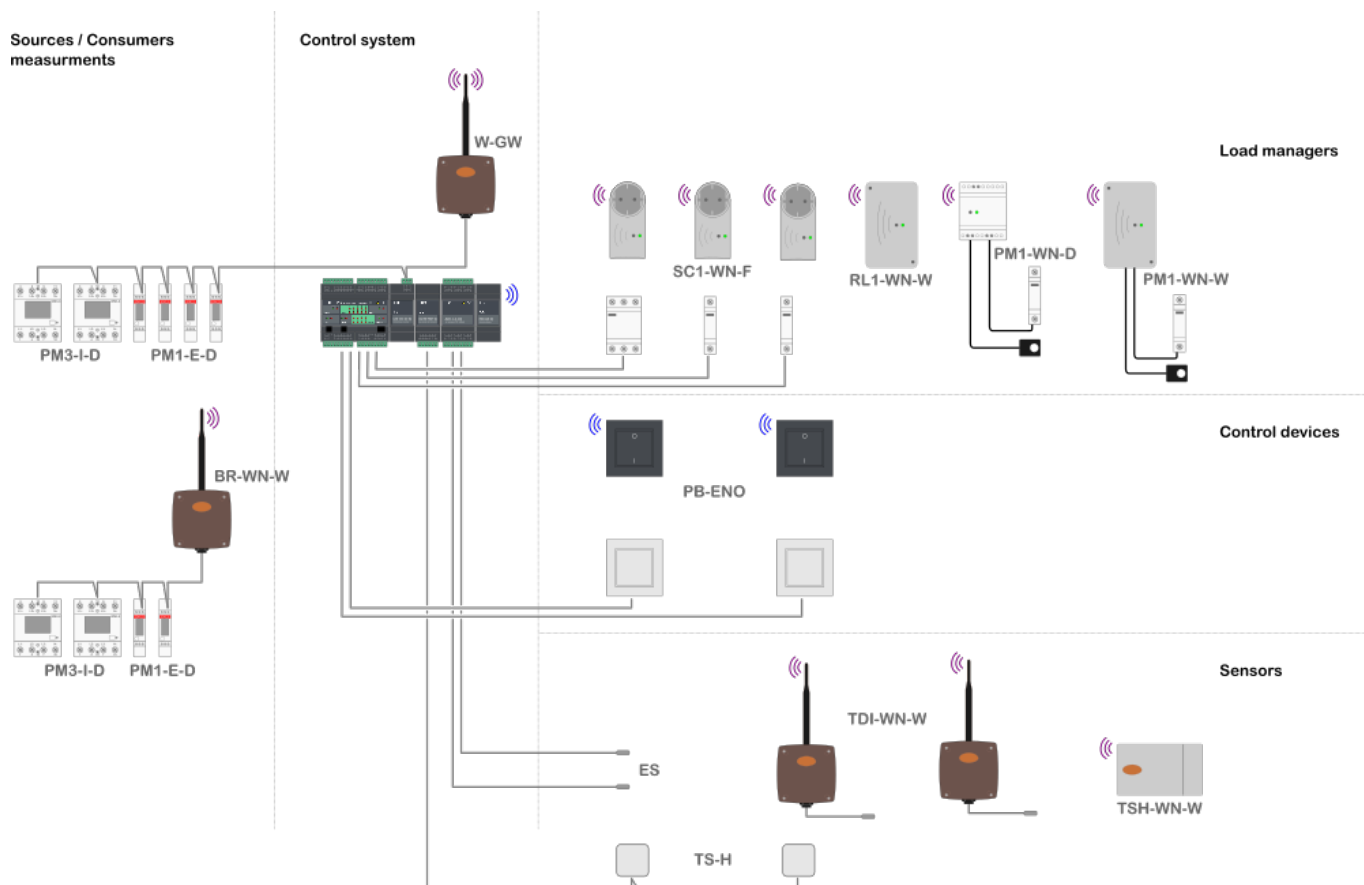 Sources / Consumers
measurments
Control system
W-GW
Load managers
SC1-WN-F
RL1-WN-W
PM1-WN-D
PM1-WN-W
PM3-I-D
PM1-E-D
Control devices
BR-WN-W
PB-ENO
PM3-I-D
PM1-E-D
Sensors
TDI-WN-W
ES
TSH-WN-W
TS-H